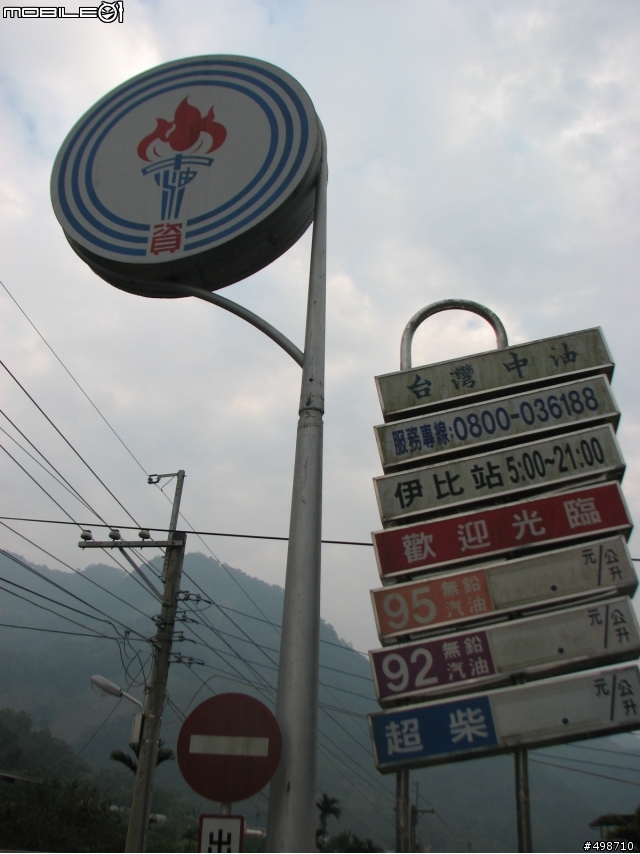 mobile01
中油
資
台灣中油
服務專線:0800-036188
伊比站 5:00~21:00
歡迎光臨
95 無鉛汽油 元/公升
92 無鉛汽油 元/公升
超柴 元/公升
出
#498710